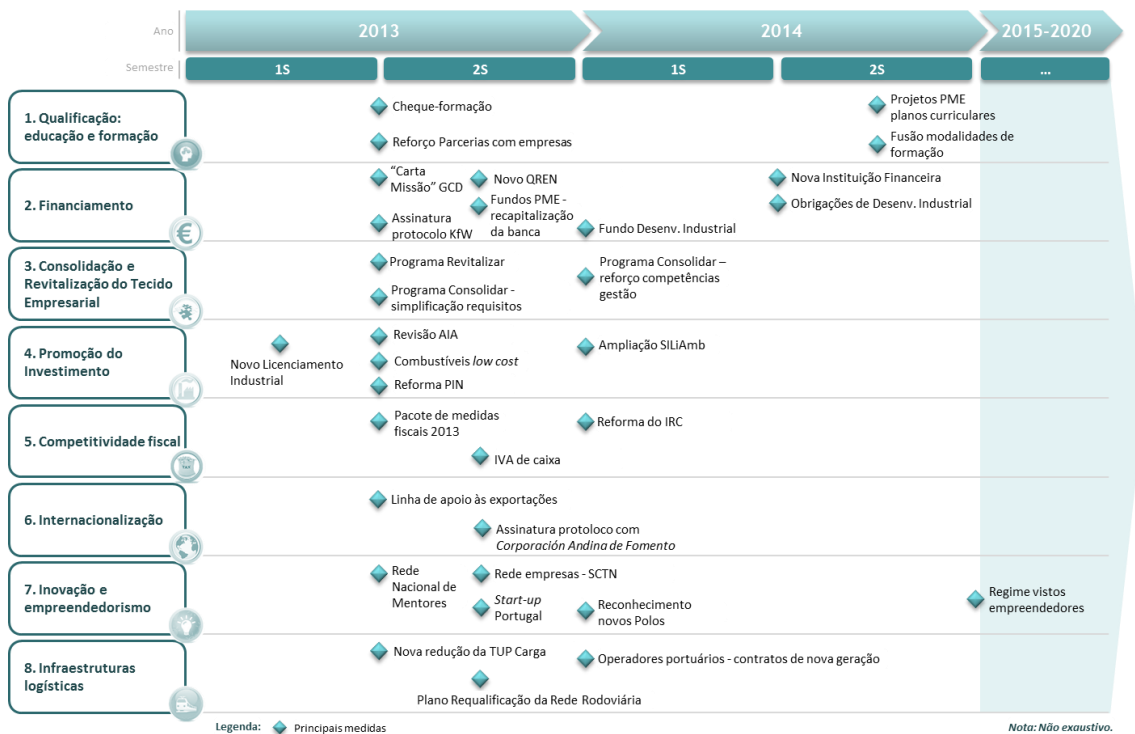 Ano
2013
2014
2015-2020
Semestre
1S
2S
1S
2S
...
1. Qualificação:
educação e formação
Cheque-formação
Reforço Parcerias com empresas
Projetos PME
planos curriculares
Fusão modalidades de
formação
2. Financiamento
€
"Carta
Missão" GCD
Assinatura
protocolo KfW
Novo QREN
Fundos PME -
recapitalização
da banca
Fundo Desenv. Industrial
Nova Instituição Financeira
Obrigações de Desenv. Industrial
3. Consolidação e
Revitalização do Tecido
Empresarial
Programa Revitalizar
Programa Consolidar -
simplificação requisitos
Programa Consolidar –
reforço competências
gestão
4. Promoção do
Investimento
Novo Licenciamento
Industrial
Revisão AIA
Combustíveis low cost
Reforma PIN
Ampliação SILiAmb
5. Competitividade fiscal
Pacote de medidas
fiscais 2013
IVA de caixa
Reforma do IRC
6. Internacionalização
Linha de apoio às exportações
Assinatura protoloco com
Corporación Andina de Fomento
7. Inovação e
empreendedorismo
Rede
Nacional de
Mentores
Rede empresas - SCTN
Start-up
Portugal
Reconhecimento
novos Polos
Regime vistos
empreendedores
8. Infraestruturas
logísticas
Nova redução da TUP Carga
Plano Requalificação da Rede Rodoviária
Operadores portuários - contratos de nova geração
Legenda:
Principais medidas
Nota: Não exaustivo.